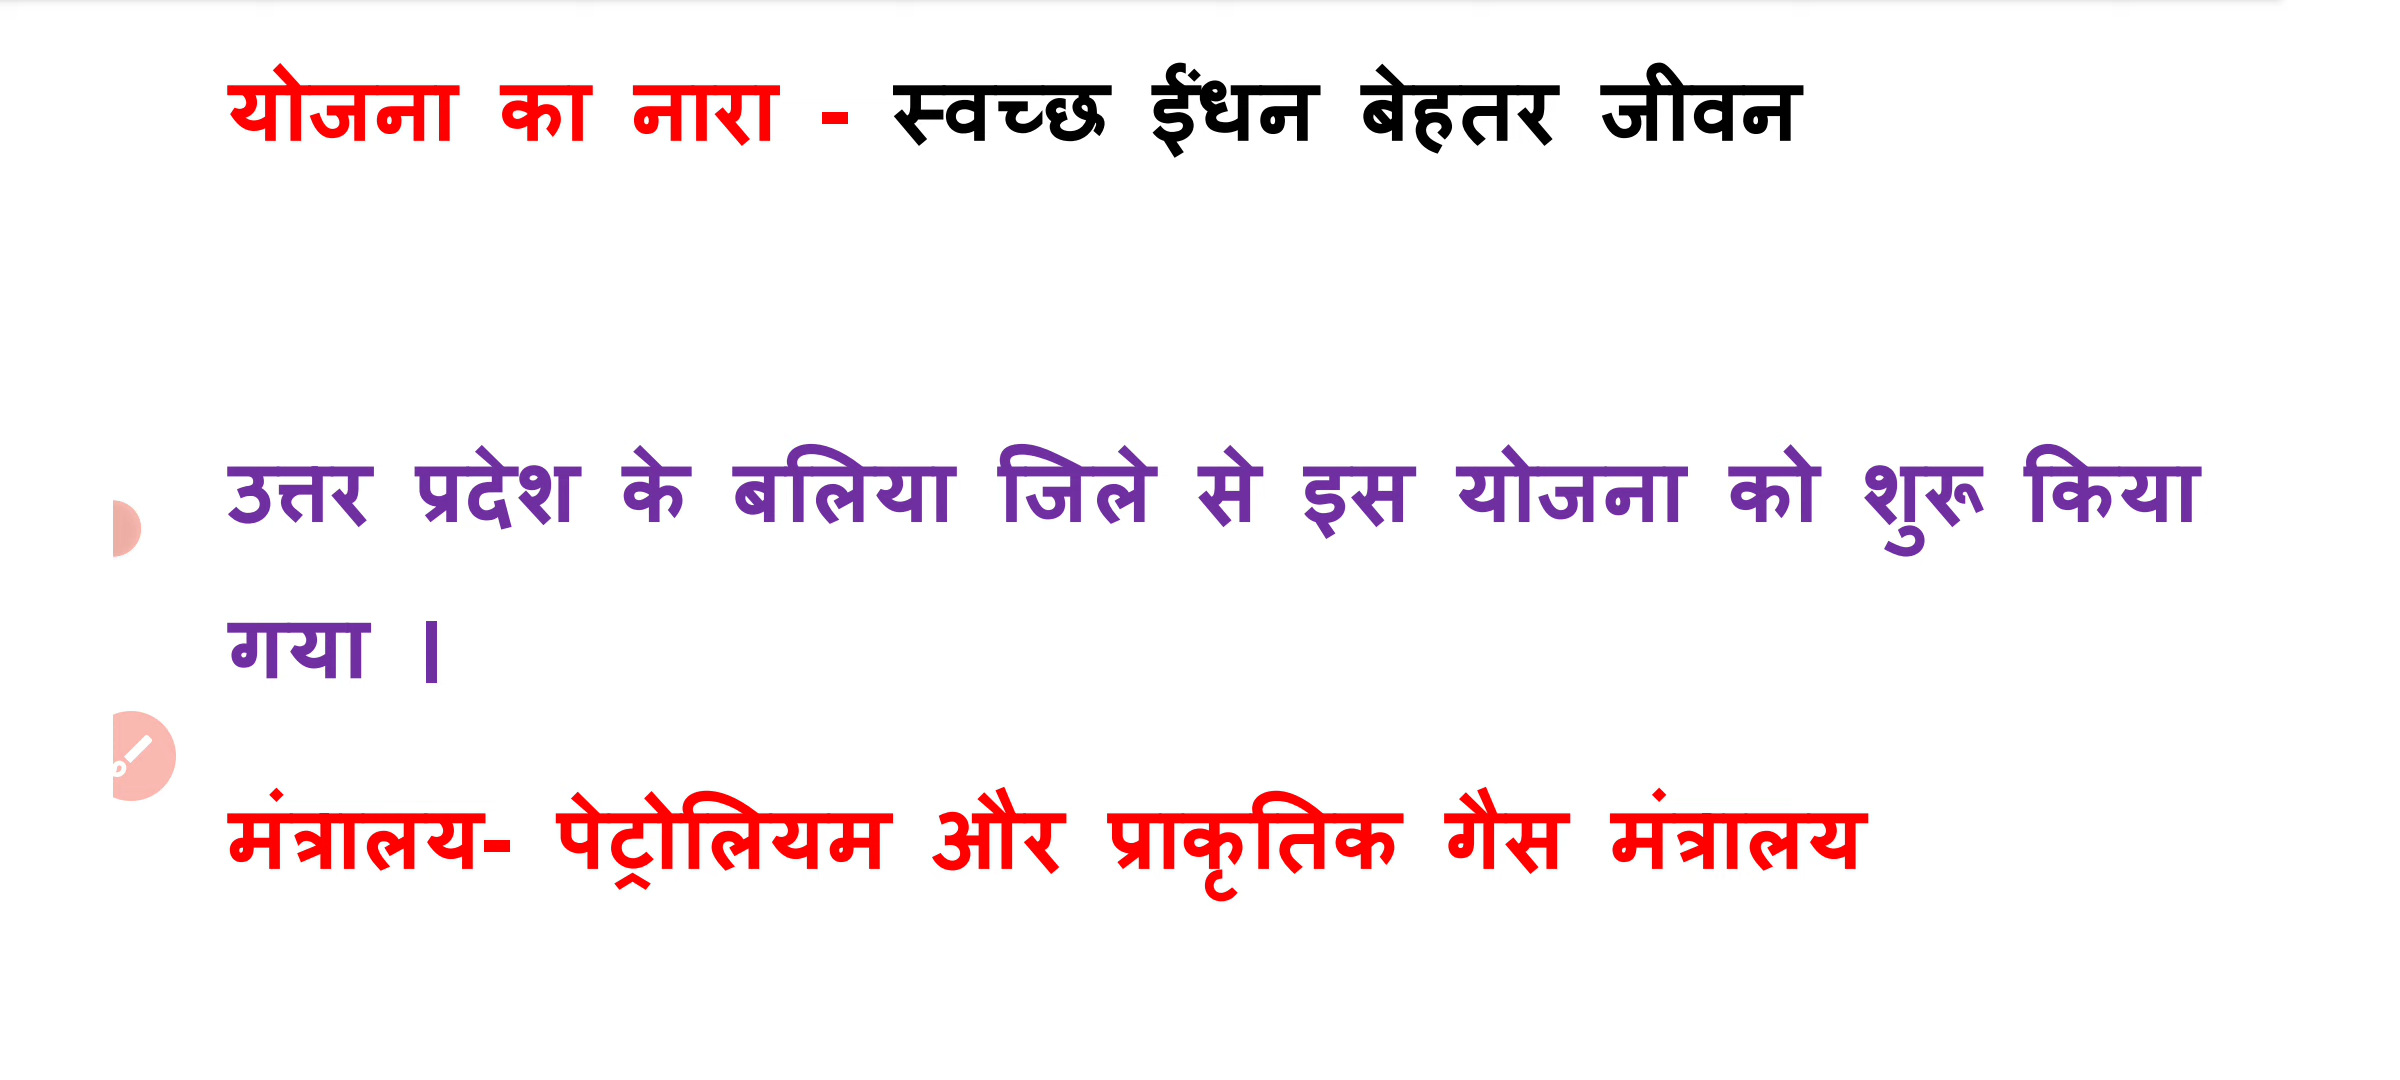 योजना का नारा - स्वच्छ ईंधन बेहतर जीवन
उत्तर प्रदेश के बलिया जिले से इस योजना को शुरू किया
गया ।
मंत्रालय- पेट्रोलियम और प्राकृतिक गैस मंत्रालय